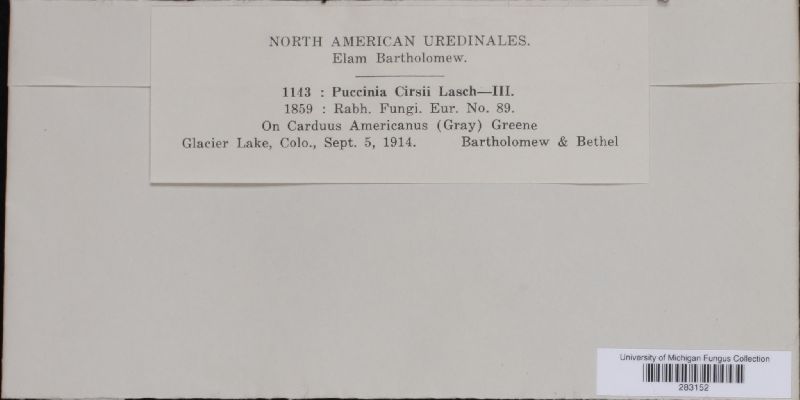 NORTH AMERICAN UREDINALES.
Elam Bartholomew.
1143 : Puccinia Cirsii Lasch—III.
1859 : Rabh. Fungi. Eur. No. 89.
On Carduus Americanus (Gray) Greene
Glacier Lake, Colo., Sept. 5, 1914. Bartholomew & Bethel
University of Michigan Fungus Collection
283152